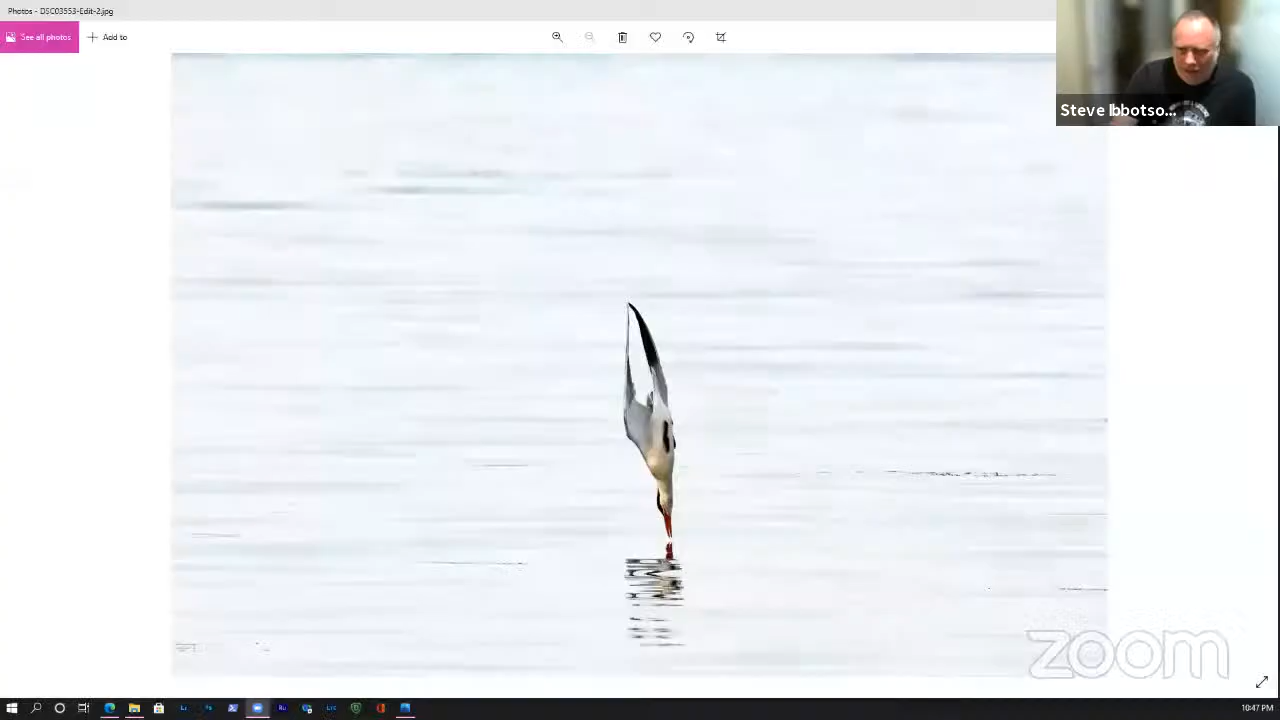 Photos - DSC03553-Edit-2.jpg
See all photos
Add to
Steve Ibbotso...
zoom
10:47 PM